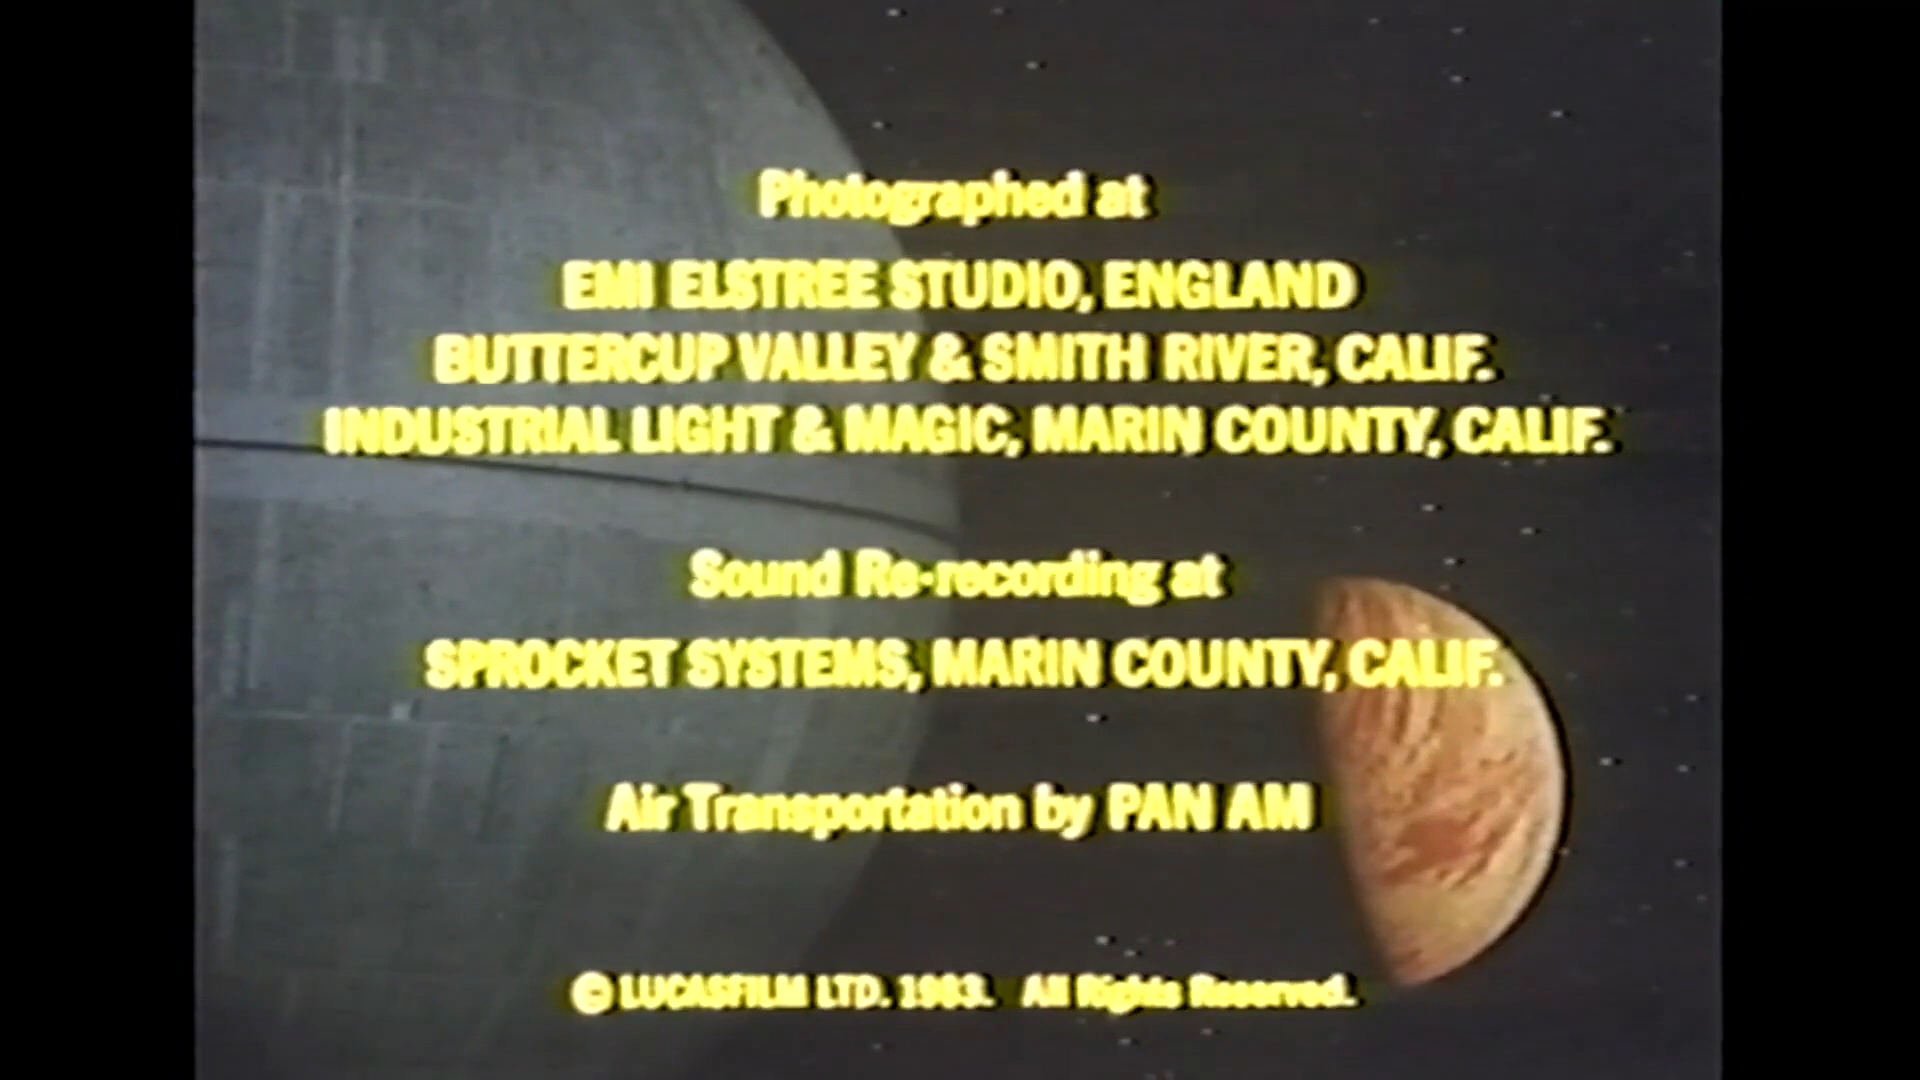 Photographed at
EMI ELSTREE STUDIO, ENGLAND
BUTTERCUP VALLEY & SMITH RIVER, CALIF.
INDUSTRIAL LIGHT & MAGIC, MARIN COUNTY, CALIF.
Sound Re-recording at
SPROCKET SYSTEMS, MARIN COUNTY, CALIF.
Air Transportation by PAN AM
© LUCASFILM LTD. 1983. All Rights Reserved.